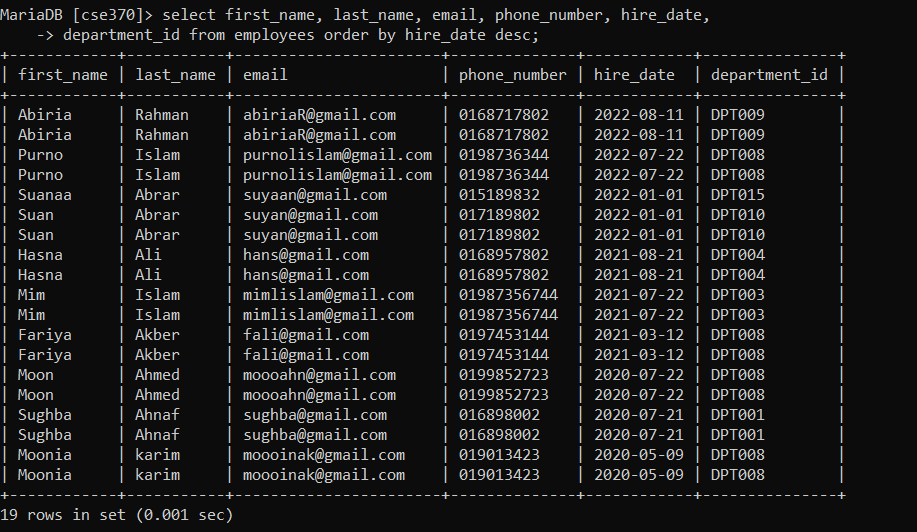 MariaDB [cse370]> select first_name, last_name, email, phone_number, hire_date,
    -> department_id from employees order by hire_date desc;
+------------+-----------+----------------------+--------------+------------+---------------+
| first_name | last_name | email                | phone_number | hire_date  | department_id |
+------------+-----------+----------------------+--------------+------------+---------------+
| Abiria     | Rahman    | abiriaR@gmail.com    | 0168717802   | 2022-08-11 | DPT009        |
| Abiria     | Rahman    | abiriaR@gmail.com    | 0168717802   | 2022-08-11 | DPT009        |
| Purno      | Islam     | purnolislam@gmail.com | 0198736344   | 2022-07-22 | DPT008        |
| Purno      | Islam     | purnolislam@gmail.com | 0198736344   | 2022-07-22 | DPT008        |
| Suanaa     | Abrar     | suyaan@gmail.com     | 015189832    | 2022-01-01 | DPT015        |
| Suan       | Abrar     | suyan@gmail.com      | 017189802    | 2022-01-01 | DPT010        |
| Suan       | Abrar     | suyan@gmail.com      | 017189802    | 2022-01-01 | DPT010        |
| Hasna      | Ali       | hans@gmail.com       | 0168957802   | 2021-08-21 | DPT004        |
| Hasna      | Ali       | hans@gmail.com       | 0168957802   | 2021-08-21 | DPT004        |
| Mim        | Islam     | mimlislam@gmail.com  | 01987356744  | 2021-07-22 | DPT003        |
| Mim        | Islam     | mimlislam@gmail.com  | 01987356744  | 2021-07-22 | DPT003        |
| Fariya     | Akber     | fali@gmail.com       | 0197453144   | 2021-03-12 | DPT008        |
| Fariya     | Akber     | fali@gmail.com       | 0197453144   | 2021-03-12 | DPT008        |
| Moon       | Ahmed     | moooahn@gmail.com    | 0199852723   | 2020-07-22 | DPT008        |
| Moon       | Ahmed     | moooahn@gmail.com    | 0199852723   | 2020-07-22 | DPT008        |
| Sughba     | Ahnaf     | sughba@gmail.com     | 016898002    | 2020-07-21 | DPT001        |
| Sughba     | Ahnaf     | sughba@gmail.com     | 016898002    | 2020-07-21 | DPT001        |
| Moonia     | karim     | moooinak@gmail.com   | 019013423    | 2020-05-09 | DPT008        |
| Moonia     | karim     | moooinak@gmail.com   | 019013423    | 2020-05-09 | DPT008        |
+------------+-----------+----------------------+--------------+------------+---------------+
19 rows in set (0.001 sec)